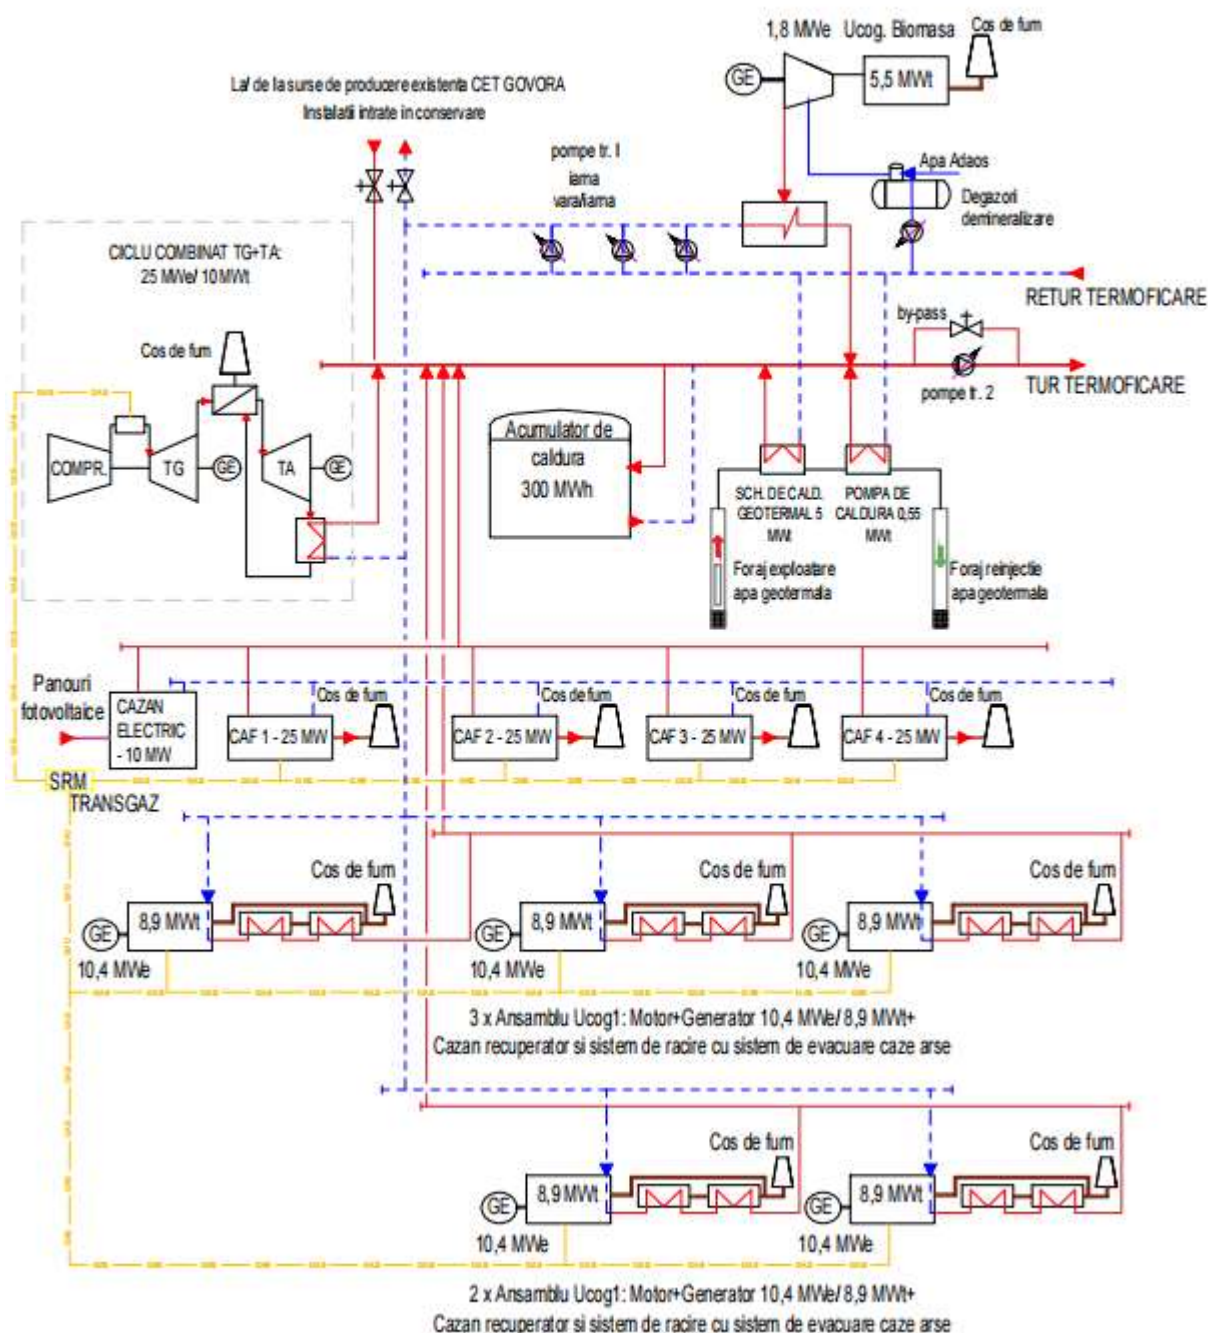 1,8 MWe Ucog. Biomasa
Cos de fum
GE
5,5 MWt
La/ de la surse de producere existenta CET GOVORA
Instalatii intrate in conservare
pompe tr. I
iarna
vara/iarna
Apa Adaos
Degazori
demineralizare
CICLU COMBINAT TG+TA:
25 MWe/ 10MWt
RETUR TERMOFICARE
by-pass
Cos de fum
TUR TERMOFICARE
pompe tr. 2
COMPR.
TG
GE
TA
GE
Acumulator de
caldura
300 MWh
SCH. DE CALD.
GEOTERMAL 5
MWt
POMPA DE
CALDURA 0,55
MWt
Foraj exploatare
apa geotermala
Foraj reinjectie
apa geotermala
Panouri
fotovoltaice
CAZAN
ELECTRIC
- 10 MW
Cos de fum
CAF 1 - 25 MW
Cos de fum
CAF 2 - 25 MW
Cos de fum
CAF 3 - 25 MW
Cos de fum
CAF 4 - 25 MW
SRM
TRANSGAZ
Cos de fum
8,9 MWt
GE
10,4 MWe
Cos de fum
8,9 MWt
GE
10,4 MWe
Cos de fum
8,9 MWt
GE
10,4 MWe
3 x Ansamblu Ucog1: Motor+Generator 10,4 MWe/ 8,9 MWt+
Cazan recuperator si sistem de racire cu sistem de evacuare caze arse
Cos de fum
8,9 MWt
GE
10,4 MWe
Cos de fum
8,9 MWt
GE
10,4 MWe
2 x Ansamblu Ucog1: Motor+Generator 10,4 MWe/ 8,9 MWt+
Cazan recuperator si sistem de racire cu sistem de evacuare caze arse